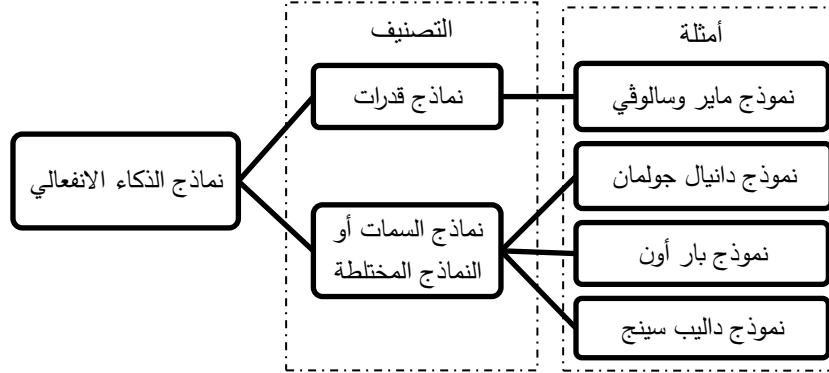 أمثلة
التصنيف
نموذج ماير وسالوڤي
نماذج قدرات
نموذج دانيال جولمان
نماذج الذكاء الانفعالي
نماذج السمات أو
النماذج المختلطة
نموذج بار أون
نموذج داليب سينج